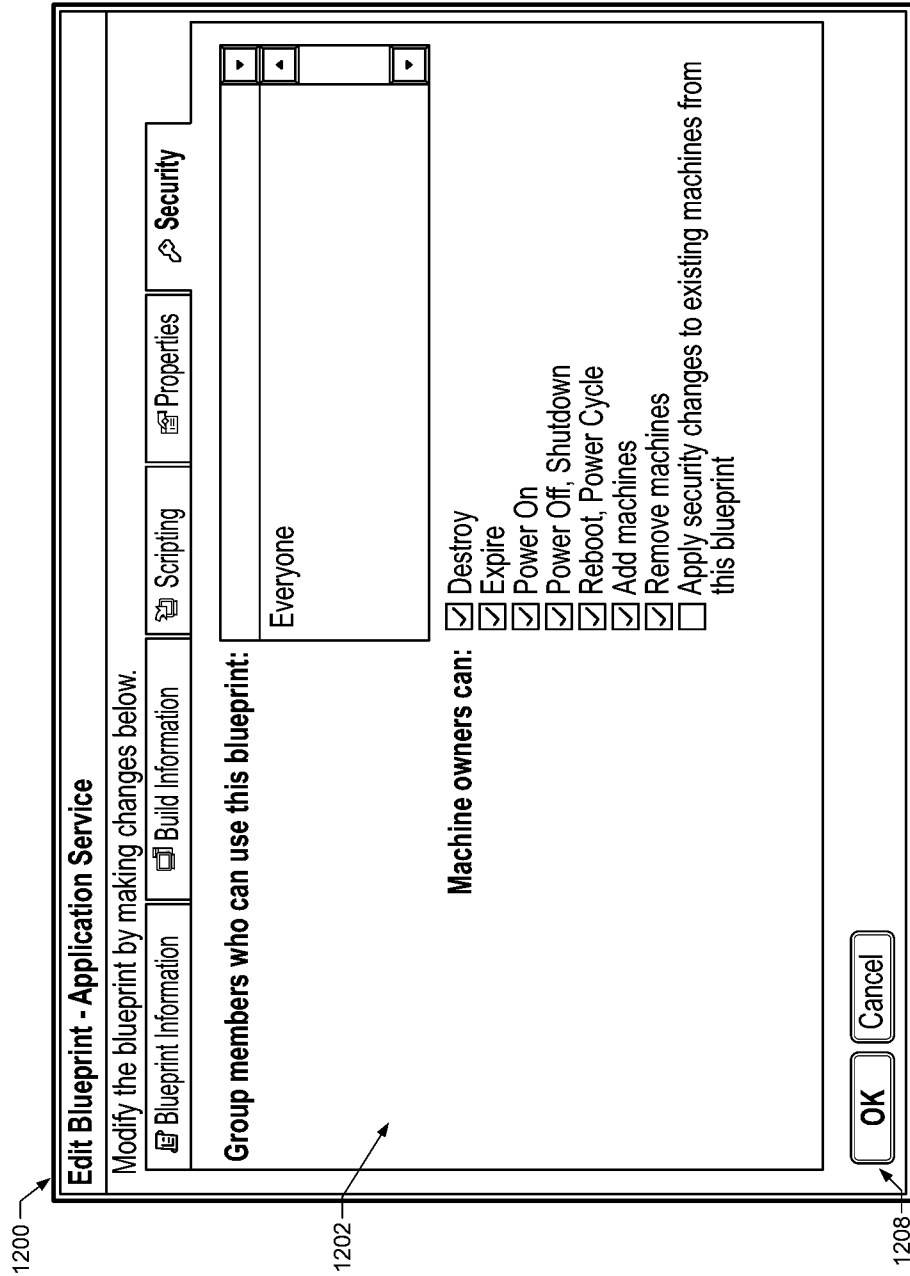 1200
Edit Blueprint - Application Service
Modify the blueprint by making changes below.
Blueprint Information
Build Information
Scripting
Properties
Security
1202
Group members who can use this blueprint:
Everyone
Machine owners can:
Destroy
Expire
Power On
Power Off, Shutdown
Reboot, Power Cycle
Add machines
Remove machines
Apply security changes to existing machines from
this blueprint
1208
OK
Cancel